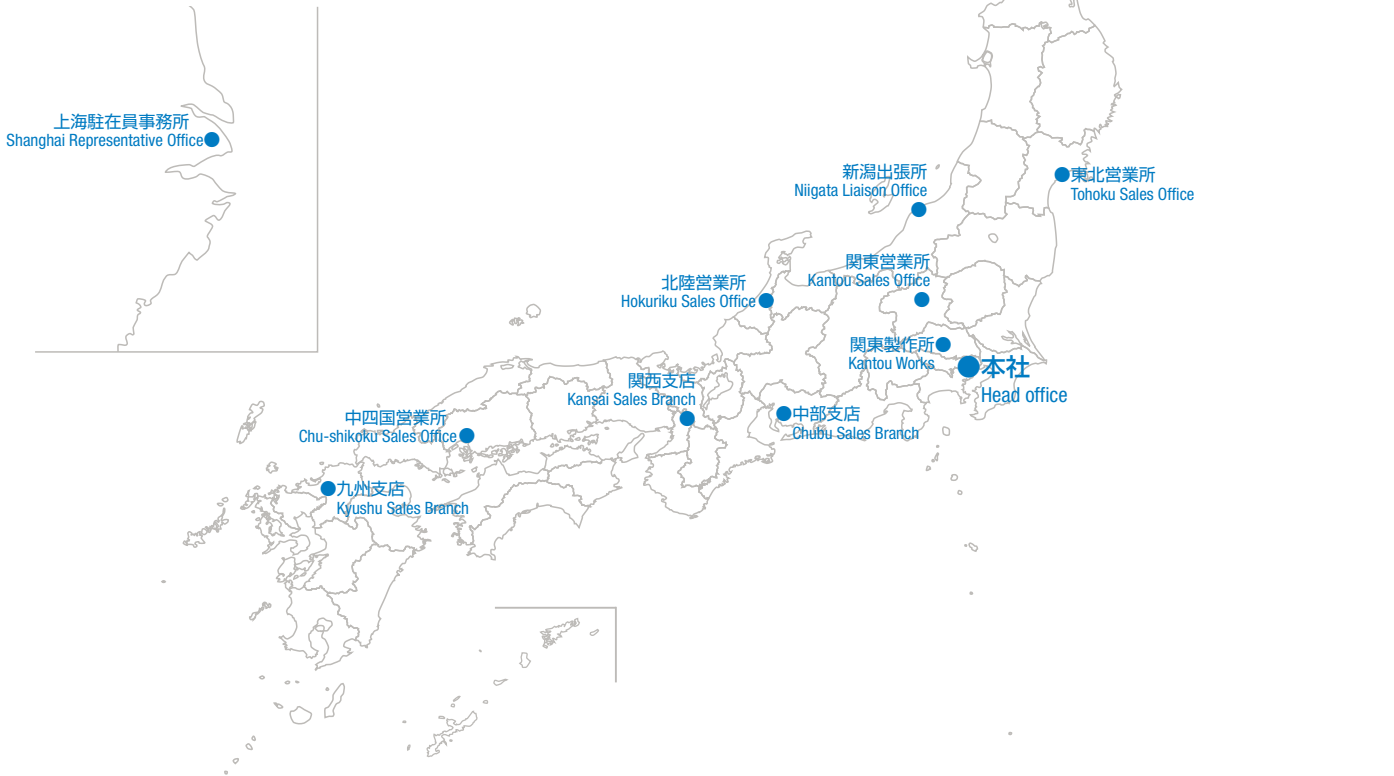 上海駐在員事務所
Shanghai Representative Office
新潟出張所
Niigata Liaison Office
東北営業所
Tohoku Sales Office
関東営業所
Kantou Sales Office
北陸営業所
Hokuriku Sales Office
関東製作所
Kantou Works
本社
Head office
関西支店
Kansai Sales Branch
中部支店
Chubu Sales Branch
中四国営業所
Chu-shikoku Sales Office
九州支店
Kyushu Sales Branch